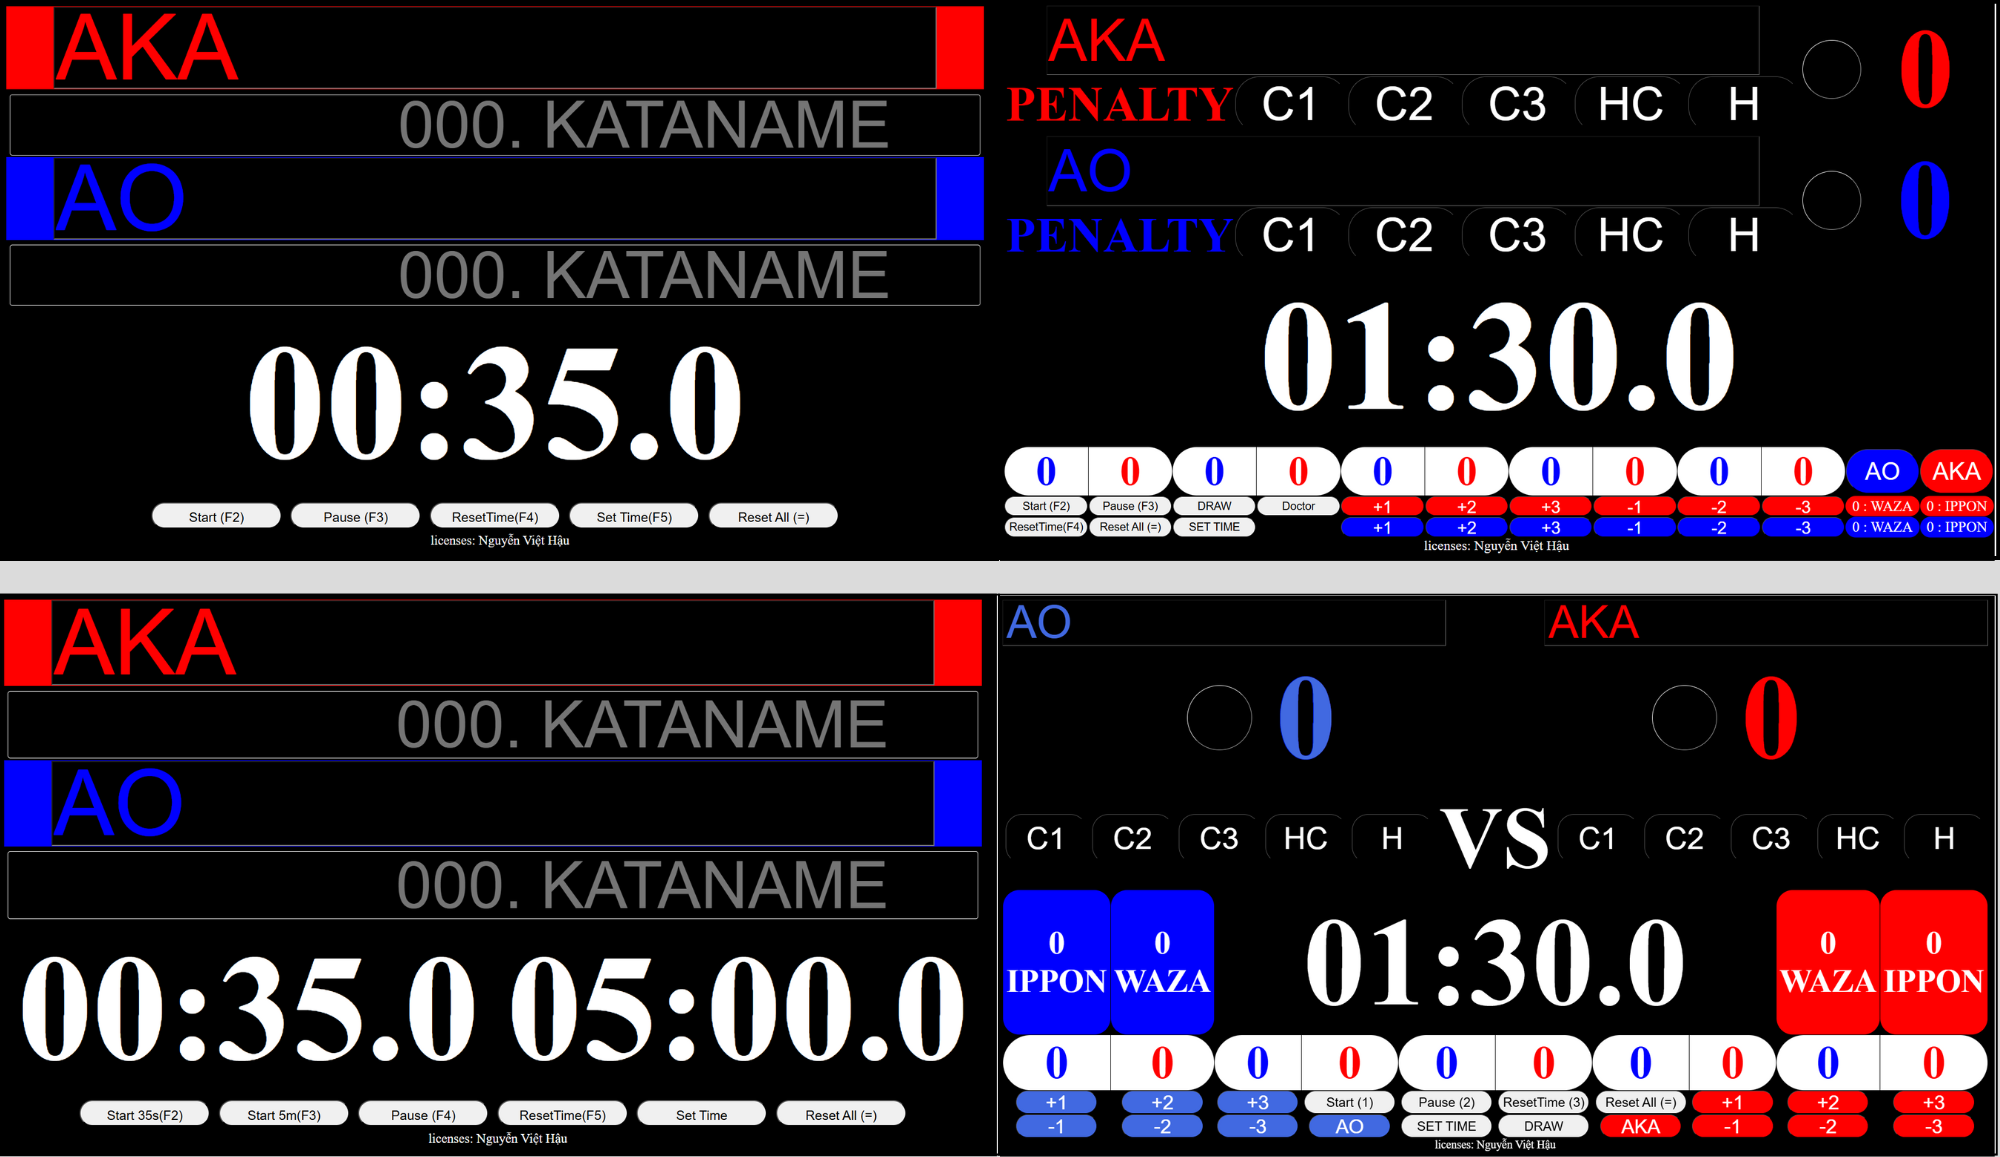 AKA
000. KATANAME
AO
000. KATANAME
00:35.0
Start (F2) Pause (F3) ResetTime(F4) Set Time(F5) Reset All (=)
licenses: Nguyễn Việt Hậu
AKA 0
PENALTY C1 C2 C3 HC H
AO 0
PENALTY C1 C2 C3 HC H
01:30.0
0 0 0 0 0 0 0 0 0 0 AO AKA
Start (F2) Pause (F3) DRAW Doctor +1 +2 +3 -1 -2 -3 0 : WAZA 0 : IPPON
ResetTime(F4) Reset All (=) SET TIME +1 +2 +3 -1 -2 -3 0 : WAZA 0 : IPPON
licenses: Nguyễn Việt Hậu
AKA
000. KATANAME
AO
000. KATANAME
00:35.0 05:00.0
Start 35s(F2) Start 5m(F3) Pause (F4) ResetTime(F5) Set Time Reset All (=)
licenses: Nguyễn Việt Hậu
AO AKA
0 0
C1 C2 C3 HC H VS C1 C2 C3 HC H
0 0 01:30.0 0 0
IPPON WAZA WAZA IPPON
0 0 0 0 0 0 0 0 0 0
+1 +2 +3 Start (1) Pause (2) ResetTime (3) Reset All (=) +1 +2 +3
-1 -2 -3 AO SET TIME DRAW AKA -1 -2 -3
licenses: Nguyễn Việt Hậu